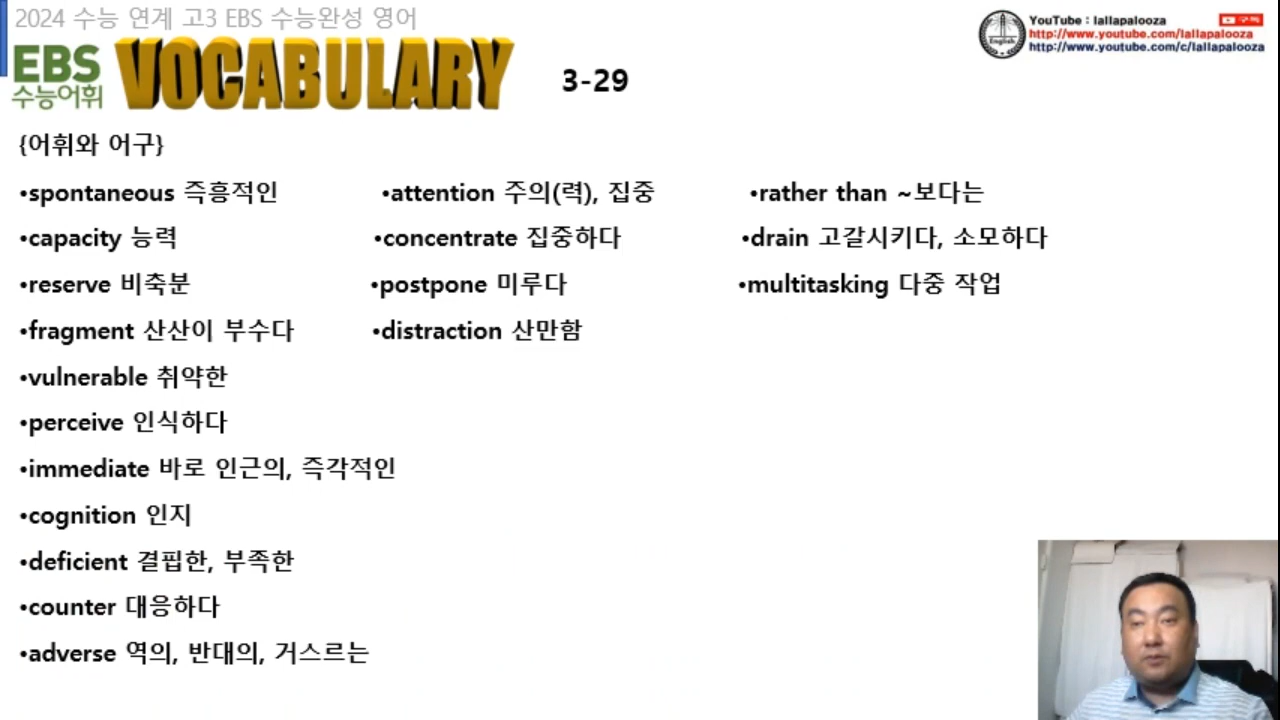 2024 수능 연계 고3 EBS 수능완성 영어
EBS
수능어휘
VOCABULARY
3-29
English
YouTube : lallapalooza
구독
http://www.youtube.com/lallapalooza
http://www.youtube.com/c/lallapalooza
{어휘와 어구}
•spontaneous 즉흥적인
•capacity 능력
•reserve 비축분
•fragment 산산이 부수다
•vulnerable 취약한
•perceive 인식하다
•immediate 바로 인근의, 즉각적인
•cognition 인지
•deficient 결핍한, 부족한
•counter 대응하다
•adverse 역의, 반대의, 거스르는
•attention 주의(력), 집중
•concentrate 집중하다
•postpone 미루다
•distraction 산만함
•rather than ~보다는
•drain 고갈시키다, 소모하다
•multitasking 다중 작업